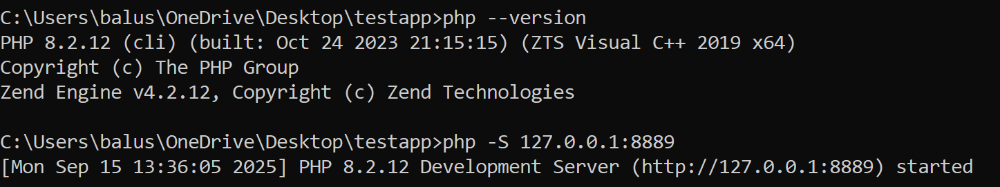 C:\Users\balus\OneDrive\Desktop\testapp>php --version
PHP 8.2.12 (cli) (built: Oct 24 2023 21:15:15) (ZTS Visual C++ 2019 x64)
Copyright (c) The PHP Group
Zend Engine v4.2.12, Copyright (c) Zend Technologies
C:\Users\balus\OneDrive\Desktop\testapp>php -S 127.0.0.1:8889
[Mon Sep 15 13:36:05 2025] PHP 8.2.12 Development Server (http://127.0.0.1:8889) started